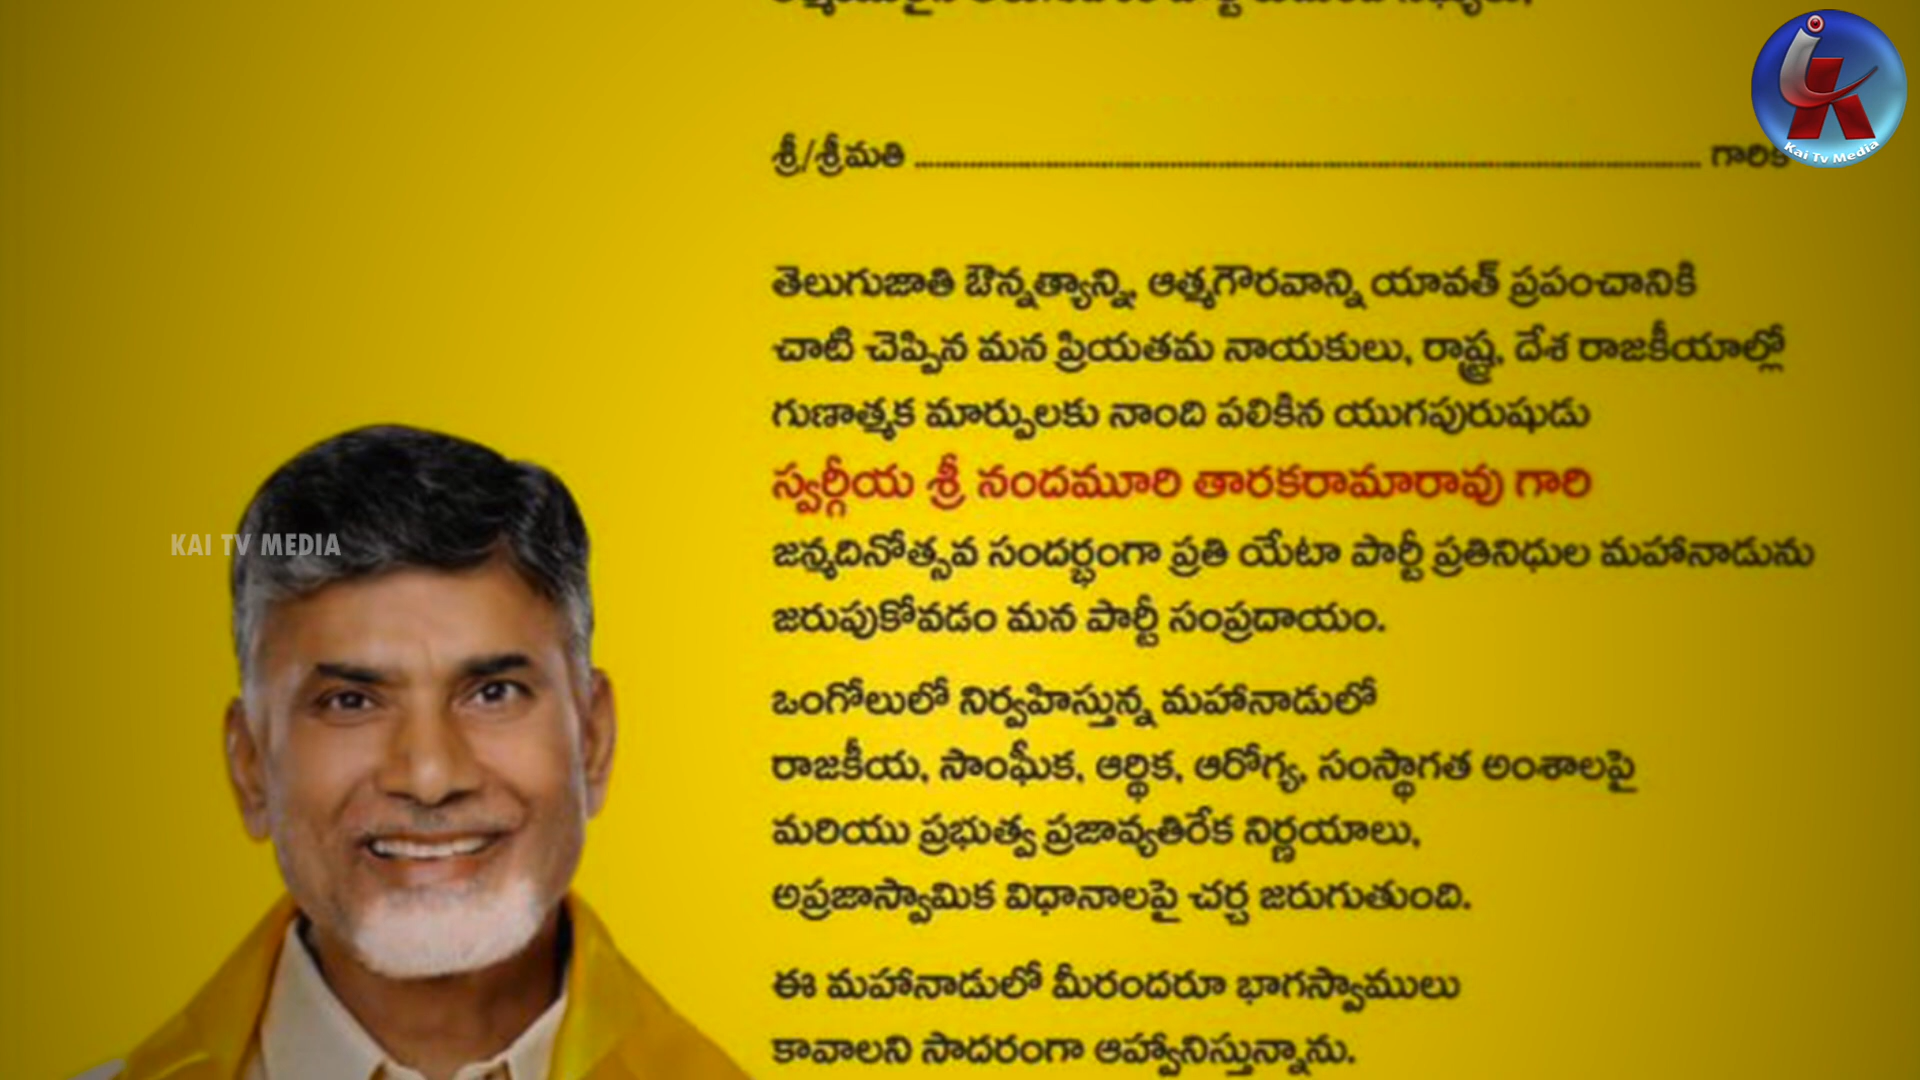 శ్రీ/శ్రీమతి ........ గారికి
తెలుగుజాతి ఔన్నత్యాన్ని, ఆత్మగౌరవాన్ని యావత్ ప్రపంచానికి
చాటి చెప్పిన మన ప్రియతమ నాయకులు, రాష్ట్ర, దేశ రాజకీయాల్లో
గుణాత్మక మార్పులకు నాంది పలికిన యుగపురుషుడు
స్వర్గీయ శ్రీ నందమూరి తారకరామారావు గారి
జన్మదినోత్సవ సందర్భంగా ప్రతి యేటా పార్టీ ప్రతినిధుల మహానాడును
జరుపుకోవడం మన పార్టీ సంప్రదాయం.
ఒంగోలులో నిర్వహిస్తున్న మహానాడులో
రాజకీయ, సాంఘీక, ఆర్థిక, ఆరోగ్య, సంస్థాగత అంశాలపై
మరియు ప్రభుత్వ ప్రజావ్యతిరేక నిర్ణయాలు,
అప్రజాస్వామిక విధానాలపై చర్చ జరుగుతుంది.
ఈ మహానాడులో మీరందరూ భాగస్వాములు
కావాలని సాదరంగా ఆహ్వానిస్తున్నాను.
KAI TV MEDIA
Kai Tv Media